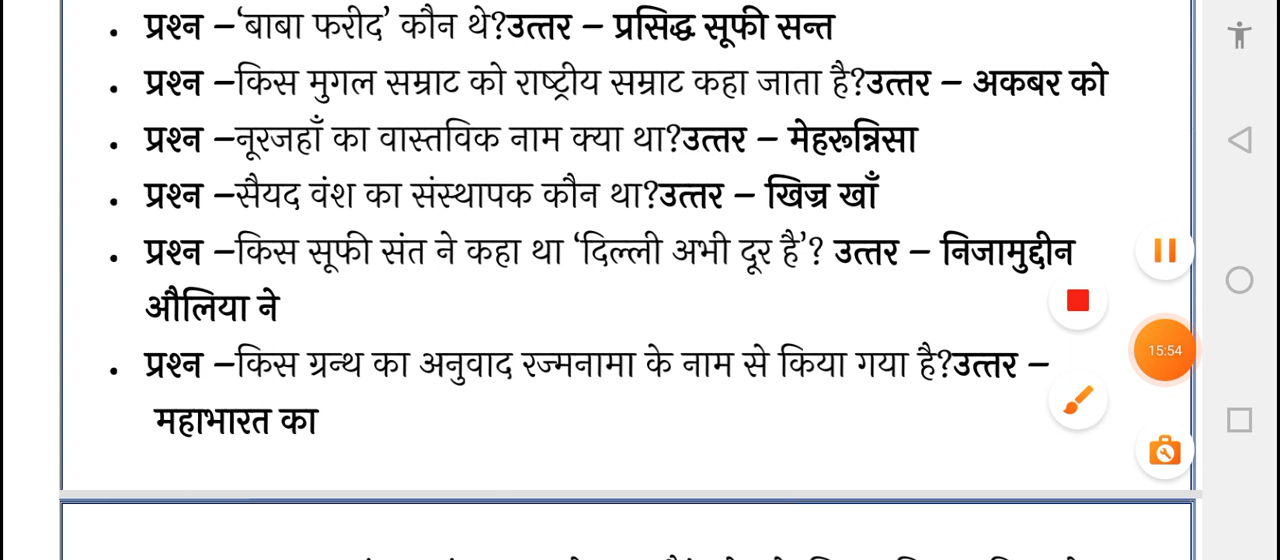 • प्रश्न –‘बाबा फरीद’ कौन थे?उत्तर – प्रसिद्ध सूफी सन्त
• प्रश्न –किस मुगल सम्राट को राष्ट्रीय सम्राट कहा जाता है?उत्तर – अकबर को
• प्रश्न –नूरजहाँ का वास्तविक नाम क्या था?उत्तर – मेहरुन्निसा
• प्रश्न –सैयद वंश का संस्थापक कौन था?उत्तर – खिज्र खाँ
• प्रश्न –किस सूफी संत ने कहा था ‘दिल्ली अभी दूर है’? उत्तर – निजामुद्दीन
औलिया ने
• प्रश्न –किस ग्रन्थ का अनुवाद रज्मनामा के नाम से किया गया है?उत्तर –
महाभारत का
15:54